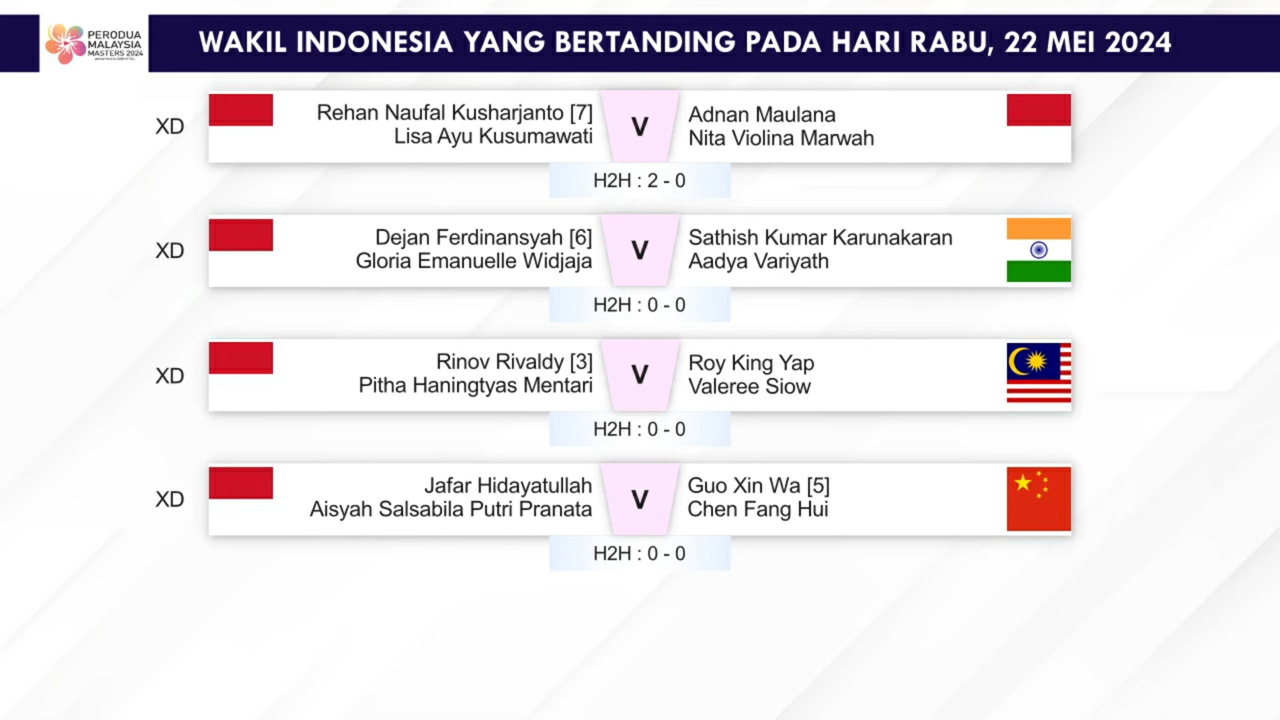 PERODUA
MALAYSIA
MASTERS 2024
WAKIL INDONESIA YANG BERTANDING PADA HARI RABU, 22 MEI 2024
XD
Rehan Naufal Kusharjanto [7]
Lisa Ayu Kusumawati
V
Adnan Maulana
Nita Violina Marwah
H2H : 2 - 0
XD
Dejan Ferdinansyah [6]
Gloria Emanuelle Widjaja
V
Sathish Kumar Karunakaran
Aadya Variyath
H2H : 0 - 0
XD
Rinov Rivaldy [3]
Pitha Haningtyas Mentari
V
Roy King Yap
Valeree Siow
H2H : 0 - 0
XD
Jafar Hidayatullah
Aisyah Salsabila Putri Pranata
V
Guo Xin Wa [5]
Chen Fang Hui
H2H : 0 - 0